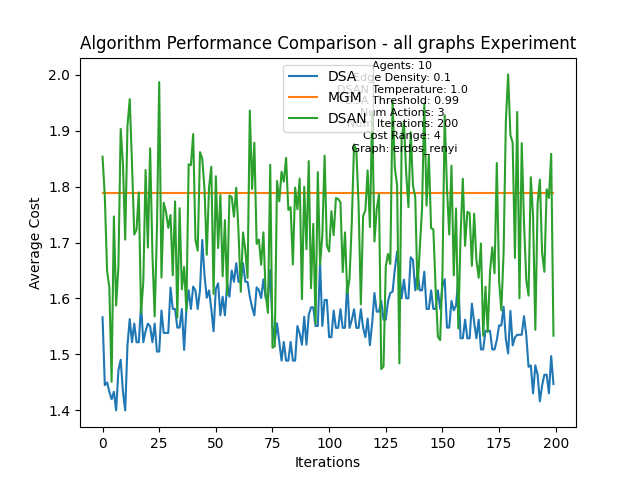 Algorithm Performance Comparison - all graphs Experiment
Average Cost
2.0
1.9
1.8
1.7
1.6
1.5
1.4
DSA
MGM
DSAN
Agents: 10
Edge Density: 0.1
DSAN Temperature: 1.0
DSA Threshold: 0.99
Num Actions: 3
Num Iterations: 200
Cost Range: 4
Graph: erdos_renyi
0
25
50
75
100
125
150
175
200
Iterations